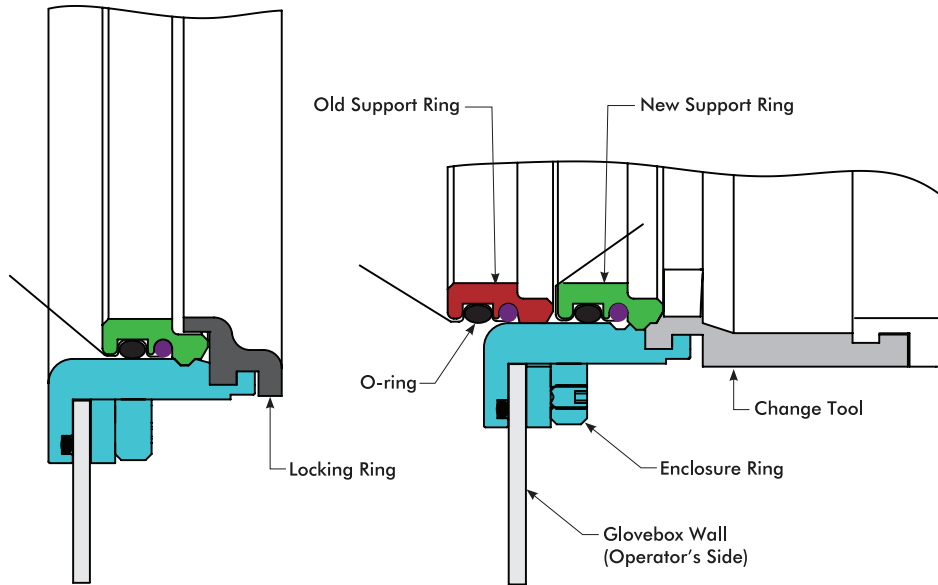 Old Support Ring
New Support Ring
O-ring
Change Tool
Locking Ring
Enclosure Ring
Glovebox Wall
(Operator's Side)